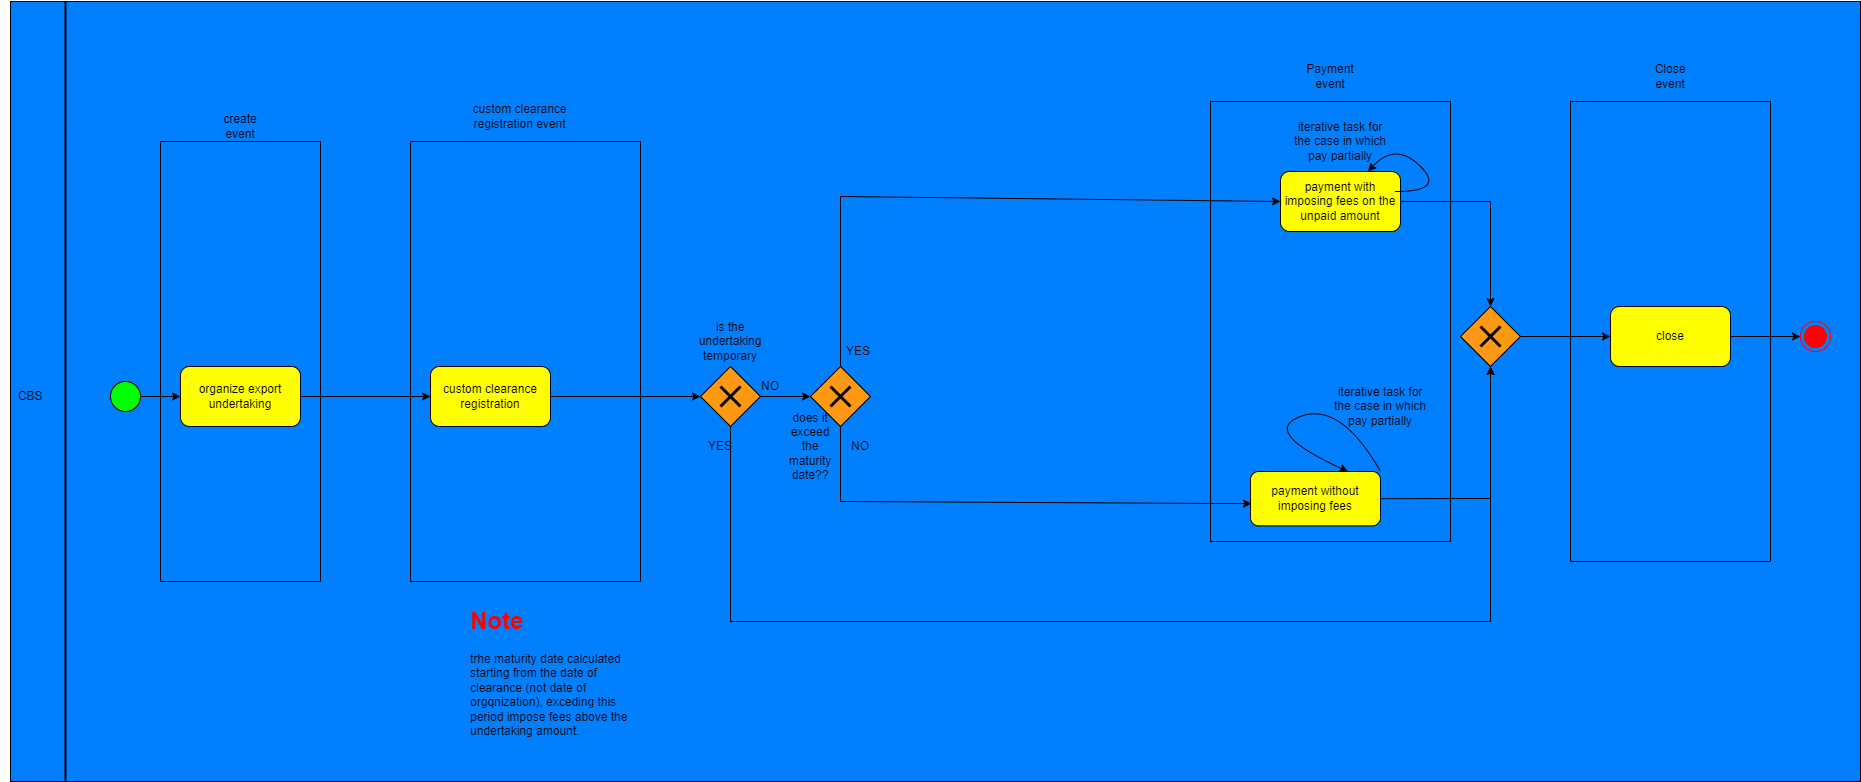 CBS
create
event
organize export
undertaking
custom clearance
registration event
custom clearance
registration
is the
undertaking
temporary
NO
YES
YES
does it
exceed
the
maturity
date??
NO
Payment
event
iterative task for
the case in which
pay partially
payment with
imposing fees on the
unpaid amount
iterative task for
the case in which
pay partially
payment without
imposing fees
Close
event
close
Note
trhe maturity date calculated
starting from the date of
clearance (not date of
orgqnization), exceding this
period impose fees above the
undertaking amount.